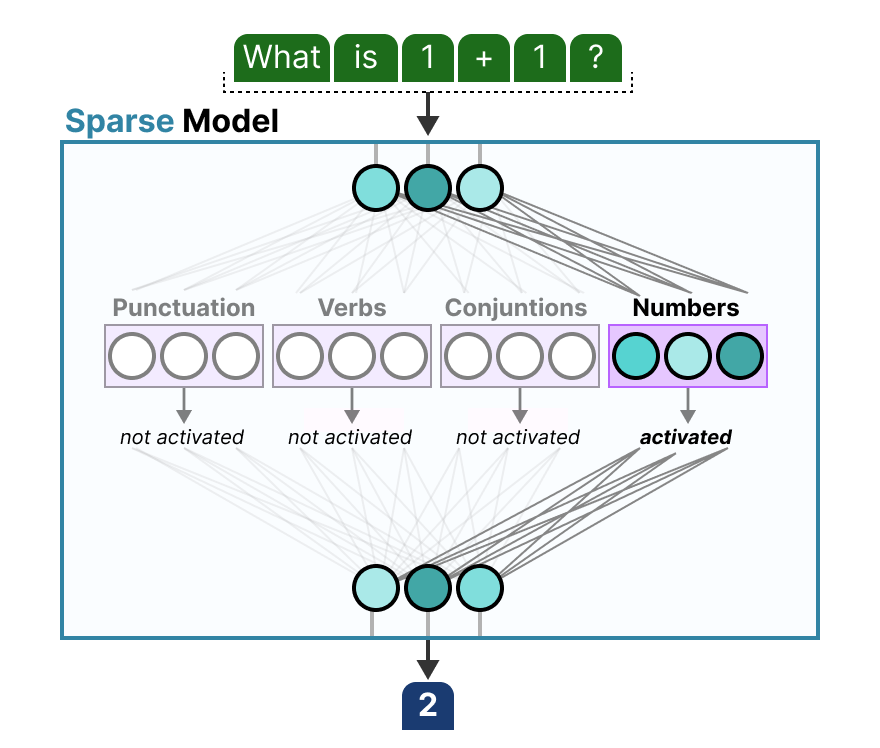 What is 1 + 1 ?
Sparse Model
Punctuation Verbs Conjuntions Numbers
not activated not activated not activated activated
2